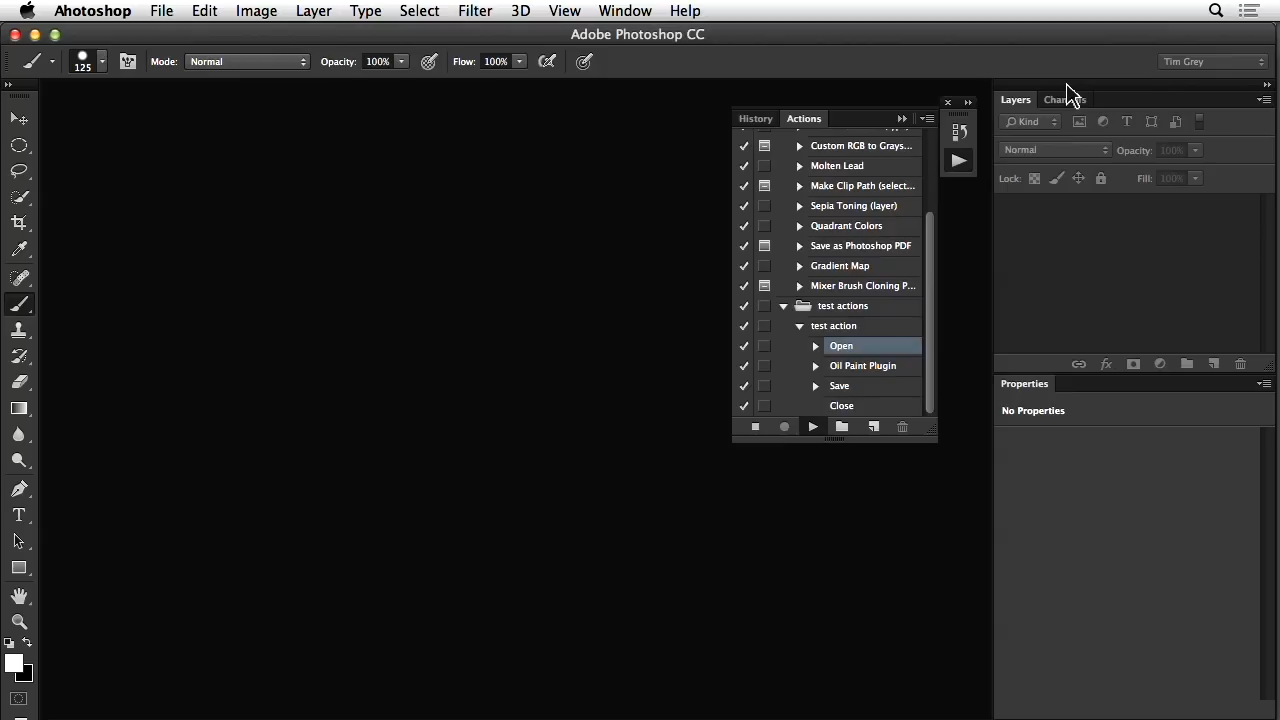 Ahotoshop File Edit Image Layer Type Select Filter 3D View Window Help
Adobe Photoshop CC
125 Mode: Normal Opacity: 100% Flow: 100% Tim Grey
History Actions
Layers
Kind
Normal Opacity: 100%
Lock: Fill: 100%
Custom RGB to Grays...
Molten Lead
Make Clip Path (select...
Sepia Toning (layer)
Quadrant Colors
Save as Photoshop PDF
Gradient Map
Mixer Brush Cloning P...
test actions
test action
Open
Oil Paint Plugin
Save
Close
Properties
No Properties